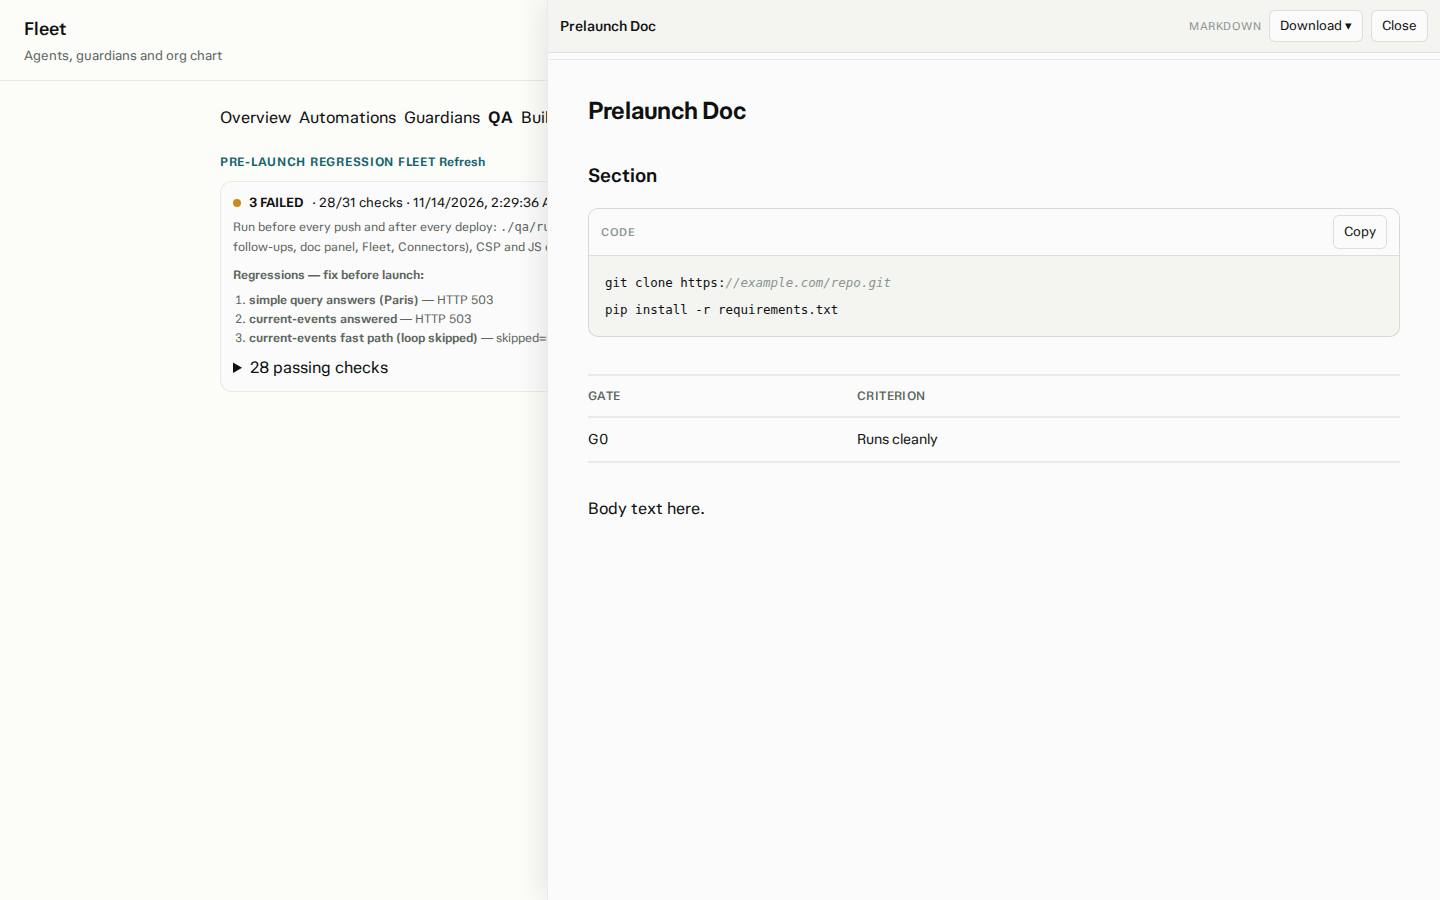 Fleet
Agents, guardians and org chart
Overview Automations Guardians QA
PRE-LAUNCH REGRESSION FLEET Refresh
3 FAILED · 28/31 checks · 11/14/2026, 2:29:36
Run before every push and after every deploy:
follow-ups, doc panel, Fleet, Connectors), CSP and JS
Regressions — fix before launch:
1. simple query answers (Paris) — HTTP 503
2. current-events answered — HTTP 503
3. current-events fast path (loop skipped) — skipped=
▶ 28 passing checks
Prelaunch Doc
MARKDOWN
Download ▾
Close
Prelaunch Doc
Section
CODE
Copy
git clone https://example.com/repo.git
pip install -r requirements.txt
GATE CRITERION
G0 Runs cleanly
Body text here.